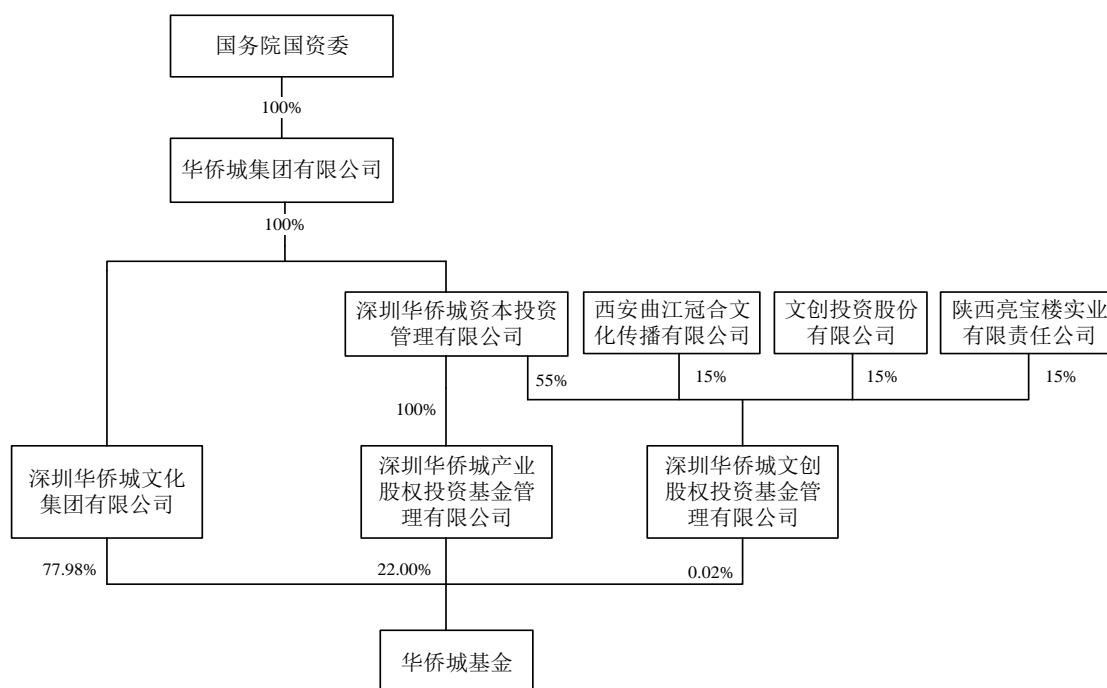 国务院国资委
100%
华侨城集团有限公司
100%
深圳华侨城资本投资
管理有限公司
西安曲江冠合文
化传播有限公司
文创投资股份
有限公司
陕西亮宝楼实业
有限责任公司
55%
15%
15%
15%
100%
深圳华侨城文化
集团有限公司
深圳华侨城产业
股权投资基金管
理有限公司
深圳华侨城文创
股权投资基金管
理有限公司
77.98%
22.00%
0.02%
华侨城基金